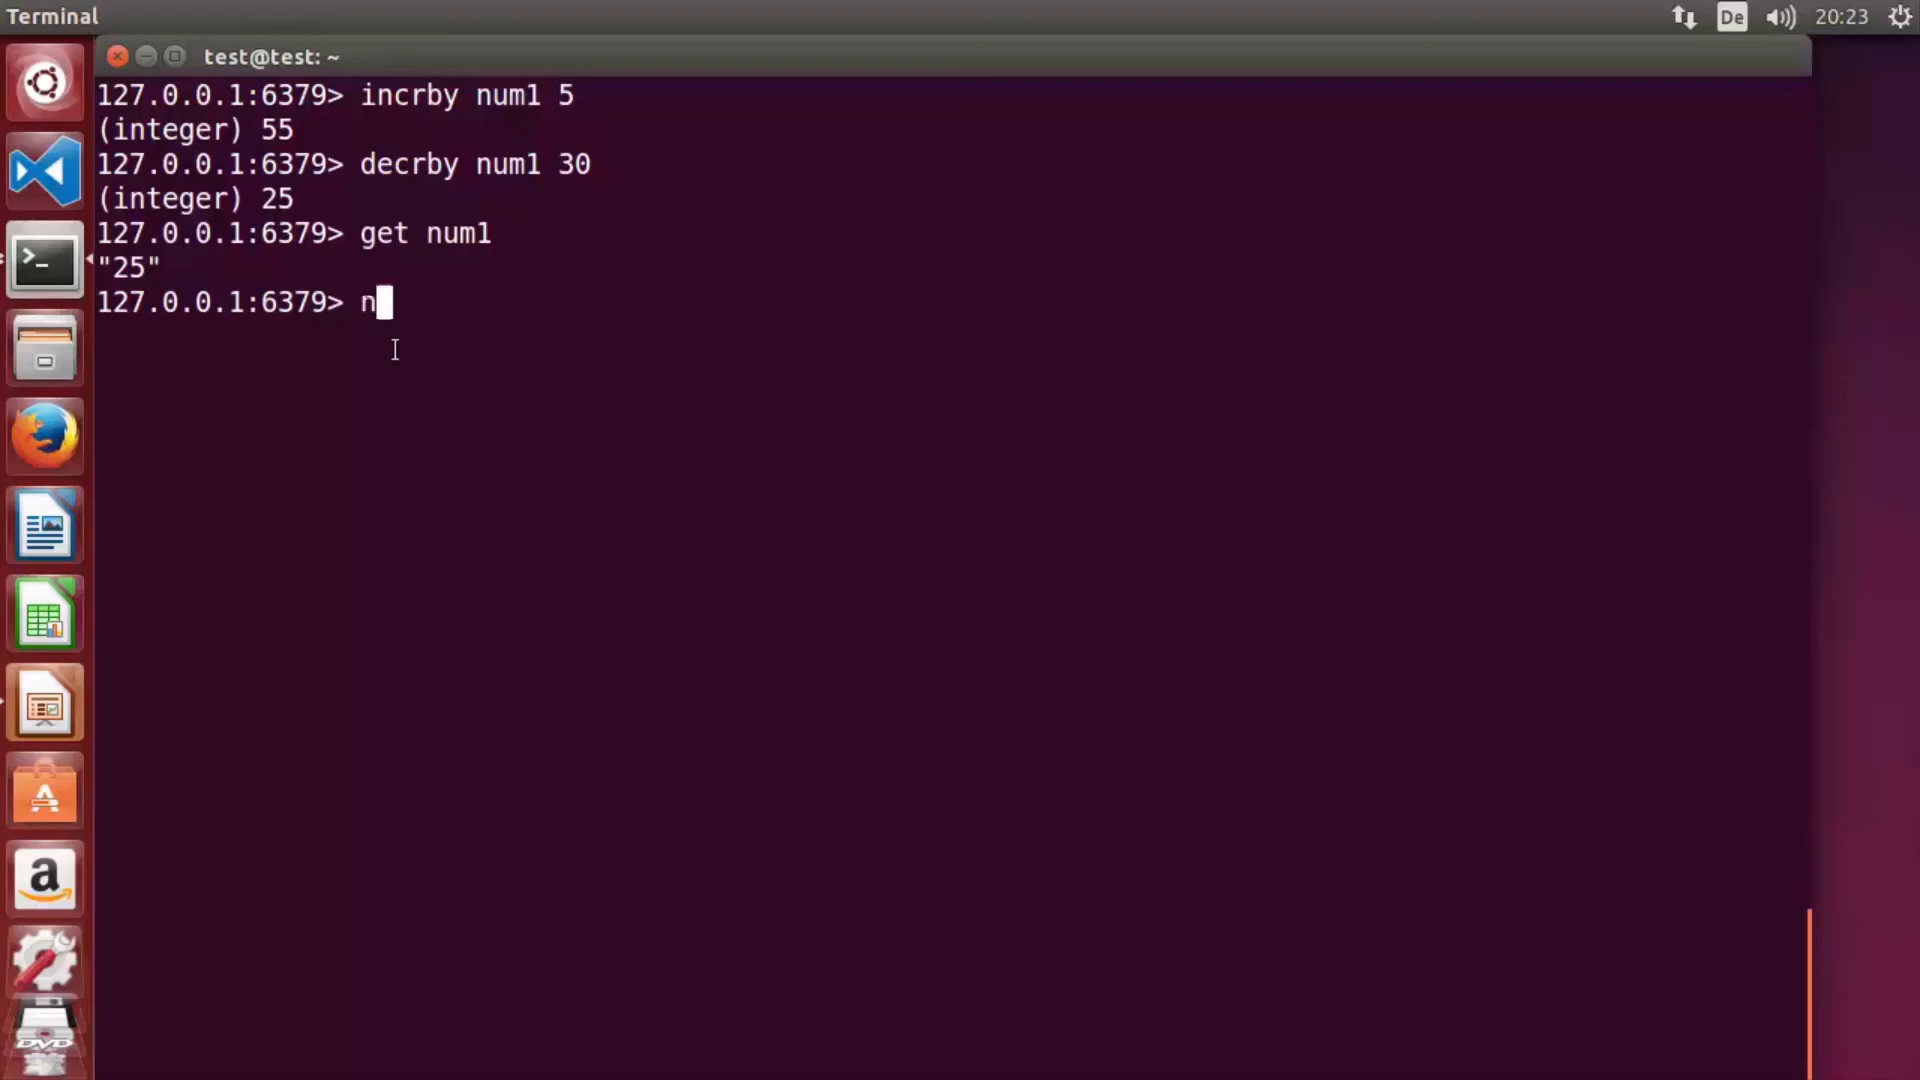 Terminal
De
20:23
test@test: ~
127.0.0.1:6379> incrby num1 5
(integer) 55
127.0.0.1:6379> decrby num1 30
(integer) 25
127.0.0.1:6379> get num1
"25"
127.0.0.1:6379> n
>_
A
a
DVD